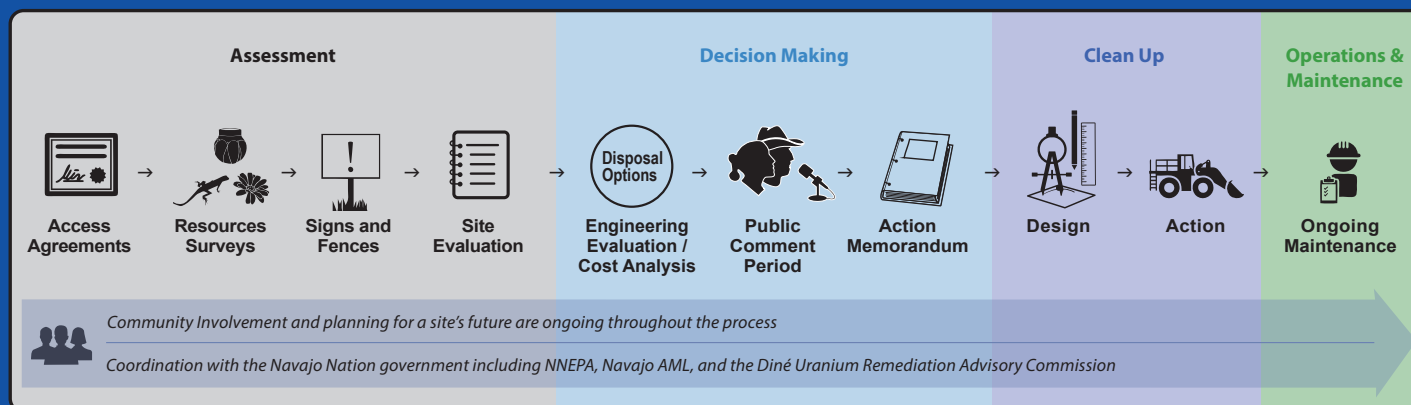 Assessment
Decision Making
Clean Up
Operations &
Maintenance
Access
Agreements
Resources
Surveys
!
Signs and
Fences
Site
Evaluation
Disposal
Options
Engineering
Evaluation /
Cost Analysis
Public
Comment
Period
Action
Memorandum
Design
Action
Ongoing
Maintenance
Community Involvement and planning for a site's future are ongoing throughout the process
Coordination with the Navajo Nation government including NNEPA, Navajo AML, and the Diné Uranium Remediation Advisory Commission